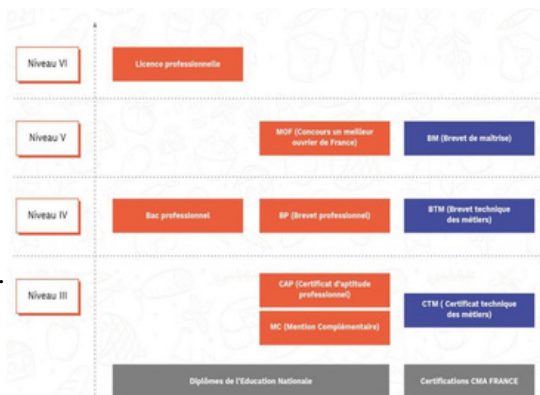 Niveau VI
Licence professionnelle
Niveau V
MOF (Concours un meilleur
ouvrier de France)
BM (Brevet de maîtrise)
Niveau IV
Bac professionnel
BP (Brevet professionnel)
BTM (Brevet technique
des métiers)
Niveau III
CAP (Certificat d'aptitude
professionnel)
MC (Mention Complémentaire)
CTM ( Certificat technique
des métiers)
Diplômes de l'Education Nationale
Certifications CMA FRANCE